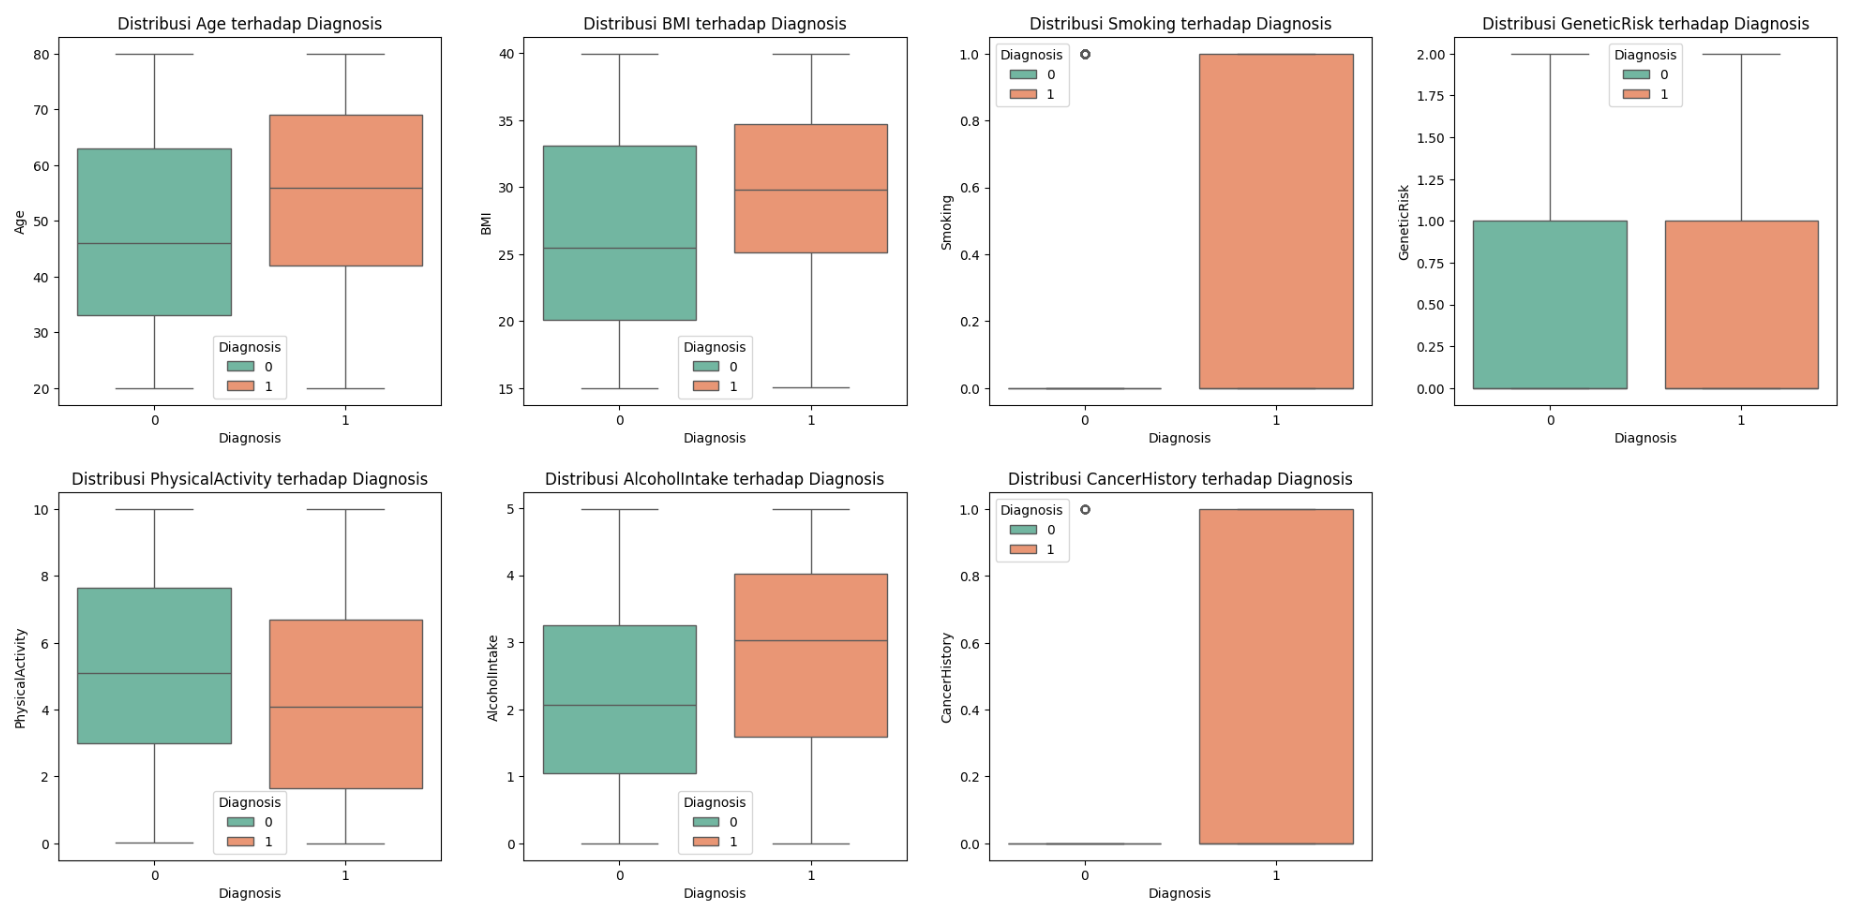 Distribusi Age terhadap Diagnosis
80
70
60
50
40
30
20
Age
Diagnosis
0
1
0 1
Diagnosis
Distribusi BMI terhadap Diagnosis
40
35
30
25
20
15
BMI
Diagnosis
0
1
0 1
Diagnosis
Distribusi Smoking terhadap Diagnosis
1.0
0.8
0.6
0.4
0.2
0.0
Smoking
Diagnosis
0
1
0 1
Diagnosis
Distribusi GeneticRisk terhadap Diagnosis
2.00
1.75
1.50
1.25
1.00
0.75
0.50
0.25
0.00
GeneticRisk
Diagnosis
0
1
0 1
Diagnosis
Distribusi PhysicalActivity terhadap Diagnosis
10
8
6
4
2
0
PhysicalActivity
Diagnosis
0
1
0 1
Diagnosis
Distribusi AlcoholIntake terhadap Diagnosis
5
4
3
2
1
0
AlcoholIntake
Diagnosis
0
1
0 1
Diagnosis
Distribusi CancerHistory terhadap Diagnosis
1.0
0.8
0.6
0.4
0.2
0.0
CancerHistory
Diagnosis
0
1
0 1
Diagnosis